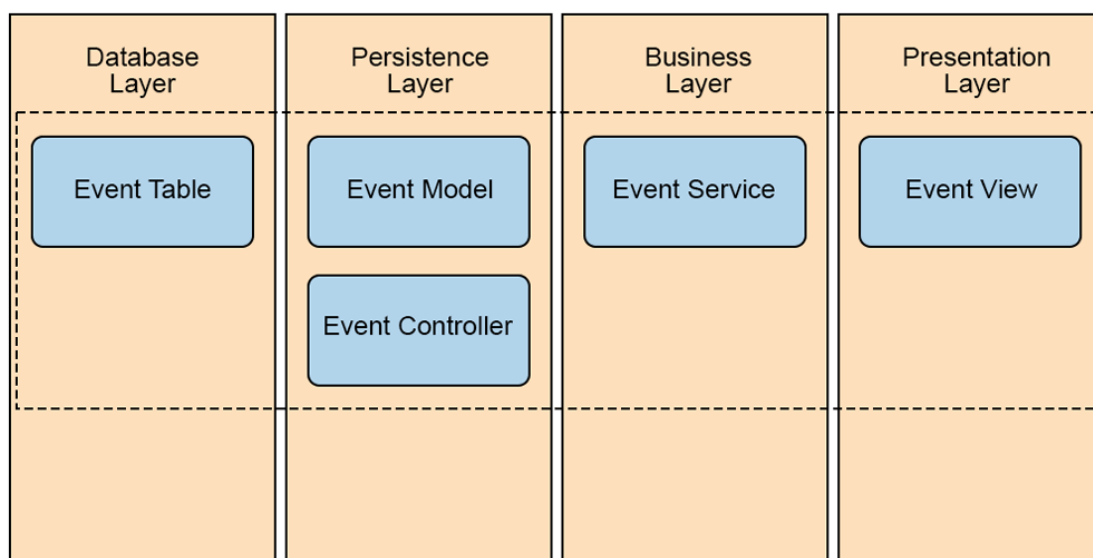 Database
Layer
Persistence
Layer
Business
Layer
Presentation
Layer
Event Table
Event Model
Event Service
Event View
Event Controller